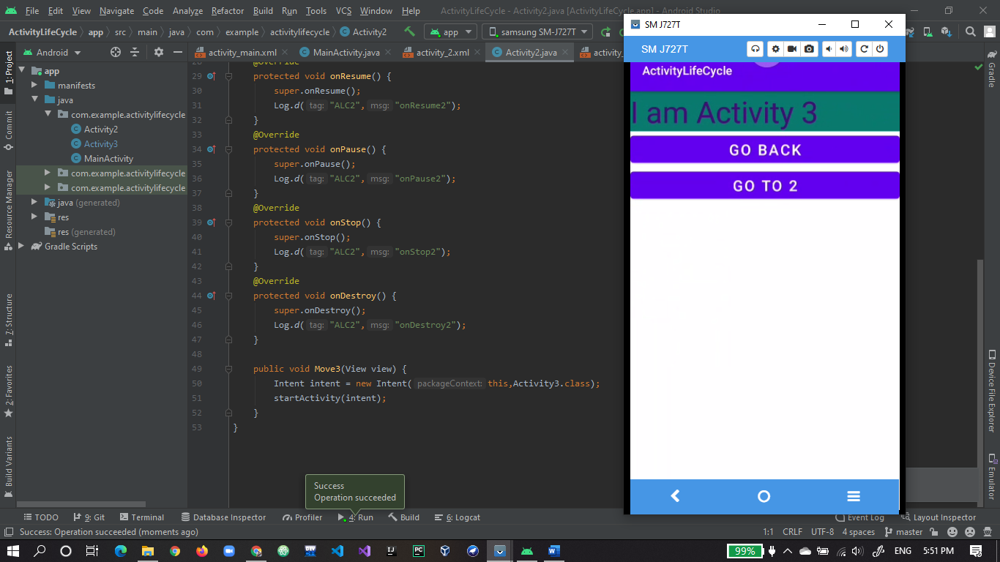 File Edit View Navigate Code Analyze Refactor Build Run Tools VCS Window Help ActivityLifeCycle - Activity2.java [ActivityLifeCycle.app] - Android Studio
ActivityLifeCycle app src main java com example activitylifecycle Activity2 app samsung SM-J727T
Android
activity_main.xml MainActivity.java activity_2.xml Activity2.java activity_
1: Project
Commit
Resource Manager
7: Structure
2: Favorites
Build Variants
app
manifests
java
com.example.activitylifecycle
Activity2
Activity3
MainActivity
com.example.activitylifecycle
com.example.activitylifecycle
java (generated)
res
res (generated)
Gradle Scripts
28 @Override
29 protected void onResume() {
30 super.onResume();
31 Log.d( tag: "ALC2", msg: "onResume2");
32 }
33 @Override
34 protected void onPause() {
35 super.onPause();
36 Log.d( tag: "ALC2", msg: "onPause2");
37 }
38 @Override
39 protected void onStop() {
40 super.onStop();
41 Log.d( tag: "ALC2", msg: "onStop2");
42 }
43 @Override
44 protected void onDestroy() {
45 super.onDestroy();
46 Log.d( tag: "ALC2", msg: "onDestroy2");
47 }
48
49 public void Move3(View view) {
50 Intent intent = new Intent( packageContext: this,Activity3.class);
51 startActivity(intent);
52 }
53 }
SM J727T
SM J727T
ActivityLifeCycle
I am Activity 3
GO BACK
GO TO 2
Gradle
Device File Explorer
Emulator
Success
Operation succeeded
TODO 9: Git Terminal Database Inspector Profiler 4: Run Build 6: Logcat Event Log Layout Inspector
Success: Operation succeeded (moments ago) 1:1 CRLF UTF-8 4 spaces master
99% ENG 5:51 PM